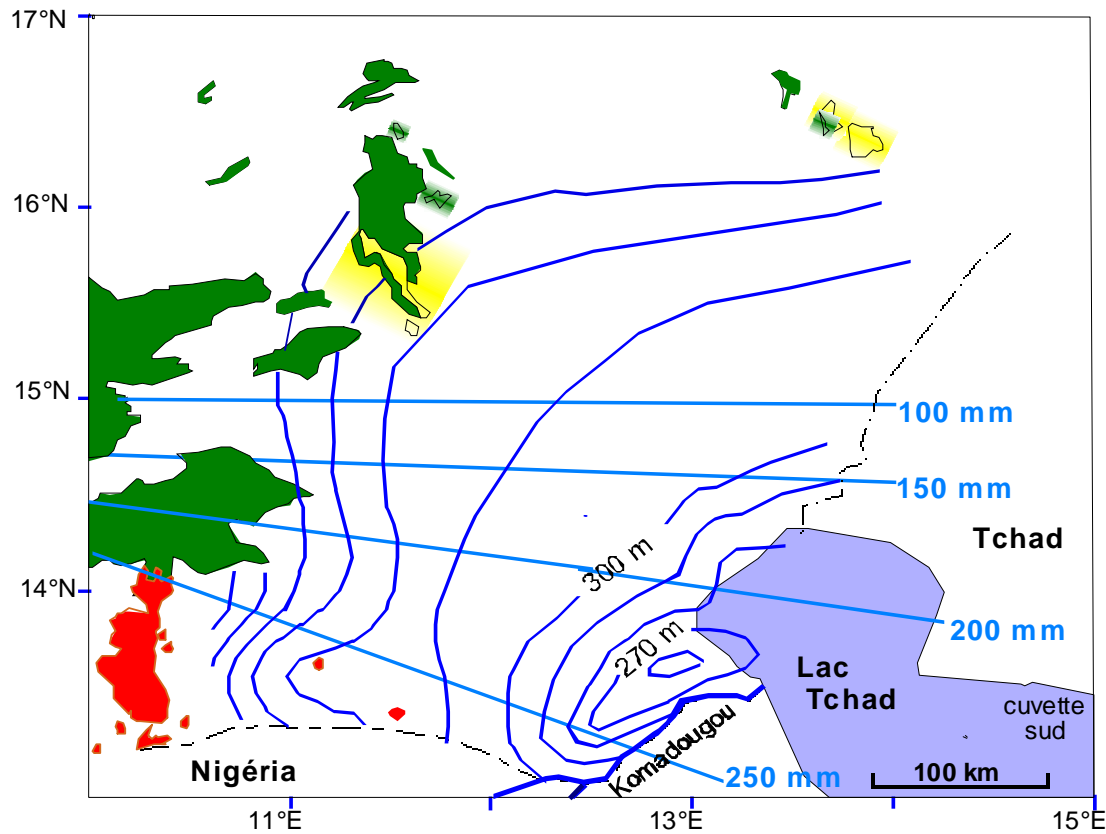 17°N
16°N
15°N
100 mm
150 mm
Tchad
300 m
14°N
200 mm
270 m
Lac
Tchad
cuvette
sud
Komadougou
Nigéria
250 mm
100 km
11°E
13°E
15°E